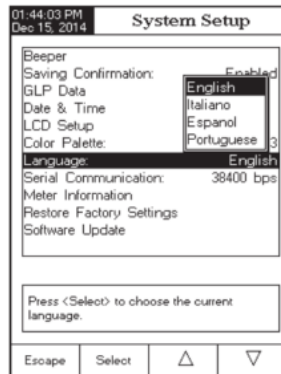 01:44:03 PM
Dec 15, 2014
System Setup
Beeper
Saving Confirmation: Enabled
GLP Data
Date & Time
LCD Setup
Color Palette: 3
English
Italiano
Espanol
Portuguese
Language: English
Serial Communication: 38400 bps
Meter Information
Restore Factory Settings
Software Update
Press <Select> to choose the current
language.
Escape Select